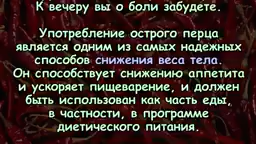 К вечеру вы о боли забудете.
Употребление острого перца
является одним из самых надежных
способов снижения веса тела.
Он способствует снижению аппетита
и ускоряет пищеварение, и должен
быть использован как часть еды,
в частности, в программе
диетического питания.